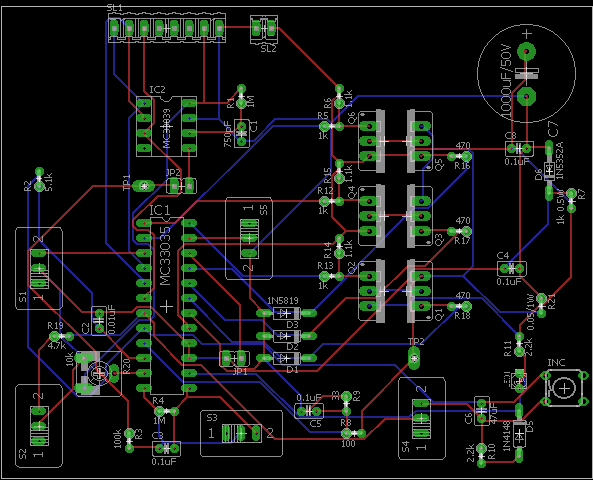 SL1
SL2
1000uF/50V
IC2
MC33039
R1
1M
750pF
C1
R6
1.1k
R5
1k
Q6
Q5
470
R16
C8
0.1uF
C7
D6
1N5352A
R7
1k 0.5W
R2
5.1k
TP1
JP2
R15
1.1k
R12
1k
Q4
Q3
470
R17
IC1
MC33035
S5
1
2
R14
1.1k
R13
1k
Q2
Q1
470
R18
C4
0.1uF
0.05/1W
R21
S1
1
2
C2
0.01uF
R19
4.7k
10k
R20
1N5819
D3
D2
D1
JP1
TP2
R11
2.2k
INC
S2
1
2
R4
1M
100k
R3
C3
0.1uF
S3
1
2
0.1uF
C5
33
R9
R8
100
S4
1
2
C6
47uF
2.2k
R10
1N4148
D5